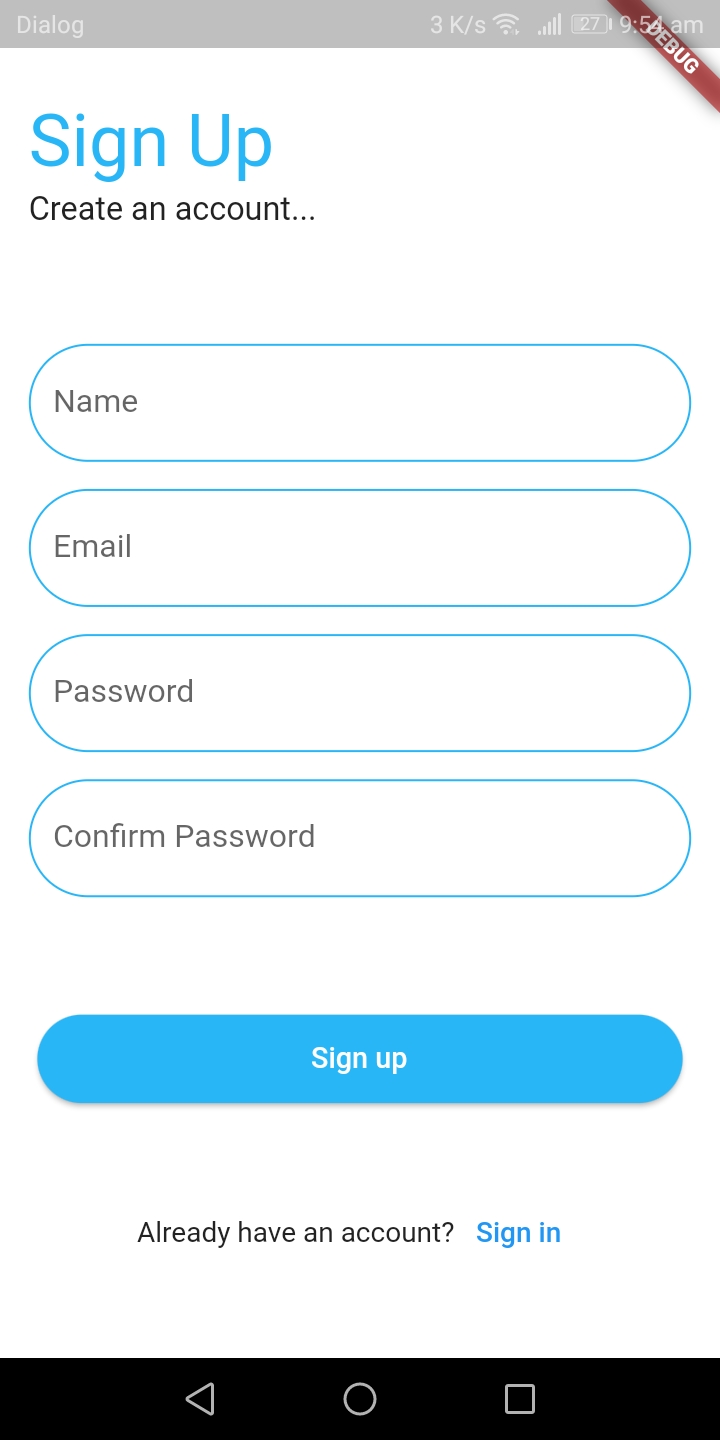 Dialog 3 K/s 27 9:54 am
DEBUG
Sign Up
Create an account...
Name
Email
Password
Confirm Password
Sign up
Already have an account? Sign in